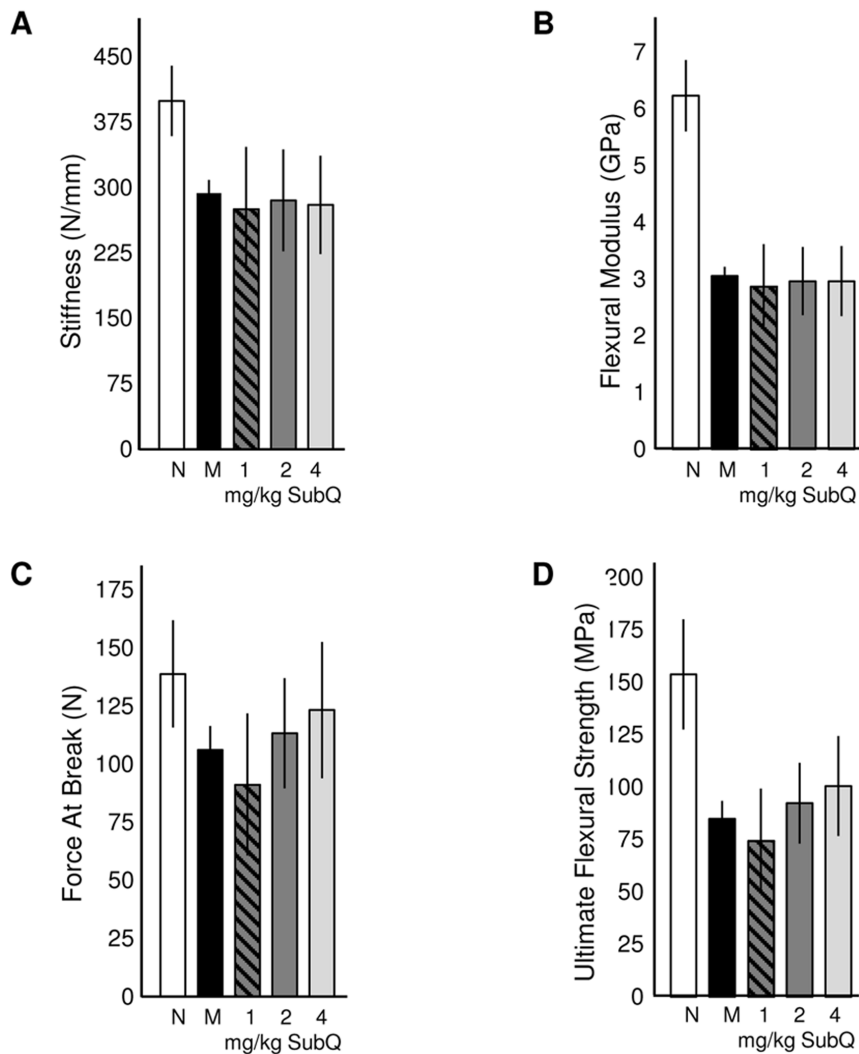 A
Stiffness (N/mm)
450
375
300
225
150
75
0
N M 1 2 4
mg/kg SubQ
B
Flexural Modulus (GPa)
7
6
5
4
3
2
1
0
N M 1 2 4
mg/kg SubQ
C
Force At Break (N)
175
150
125
100
75
50
25
0
N M 1 2 4
mg/kg SubQ
D
Ultimate Flexural Strength (MPa)
200
175
150
125
100
75
50
25
0
N M 1 2 4
mg/kg SubQ